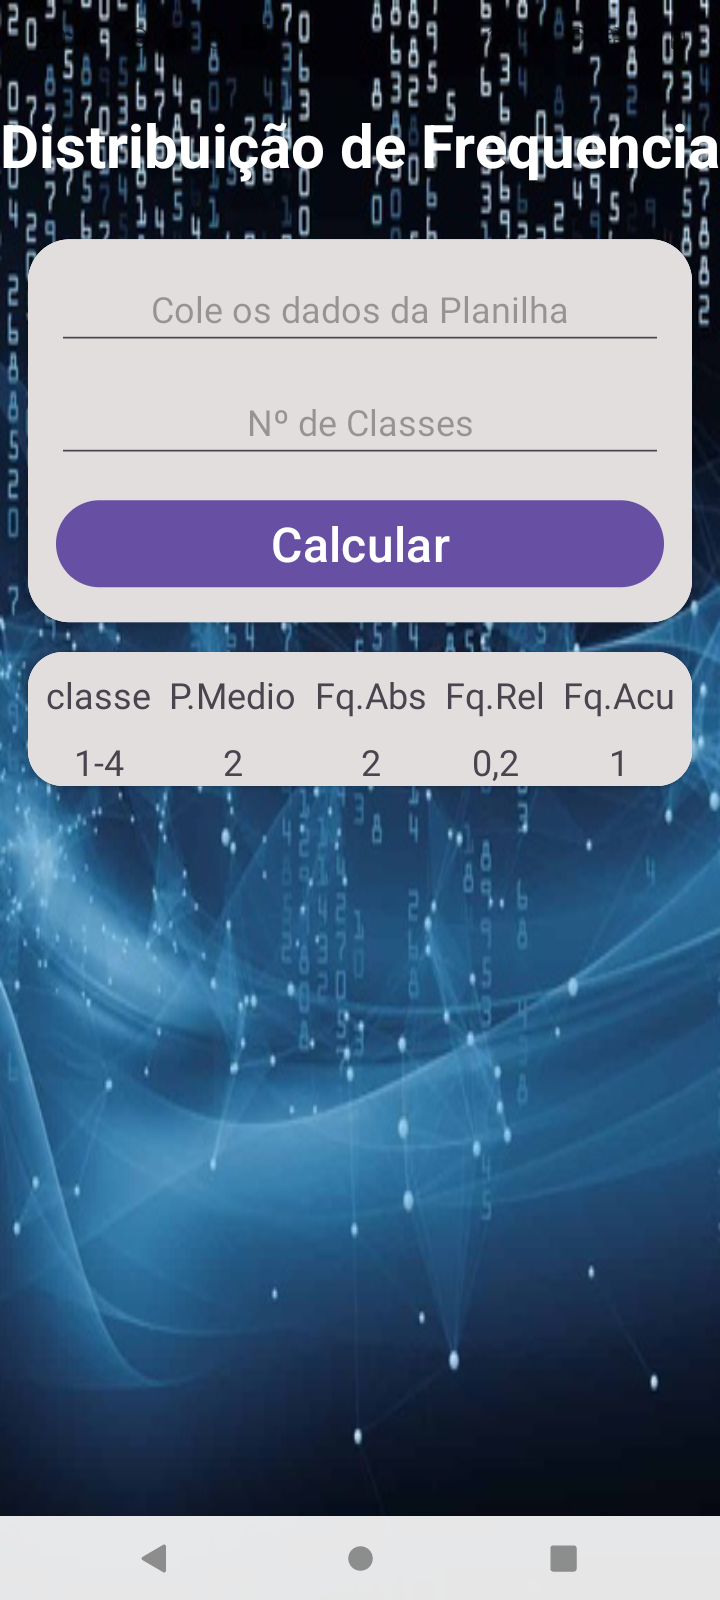 Distribuição de Frequencia
Cole os dados da Planilha
Nº de Classes
Calcular
classe P.Medio Fq.Abs Fq.Rel Fq.Acu
1-4 2 2 0,2 1